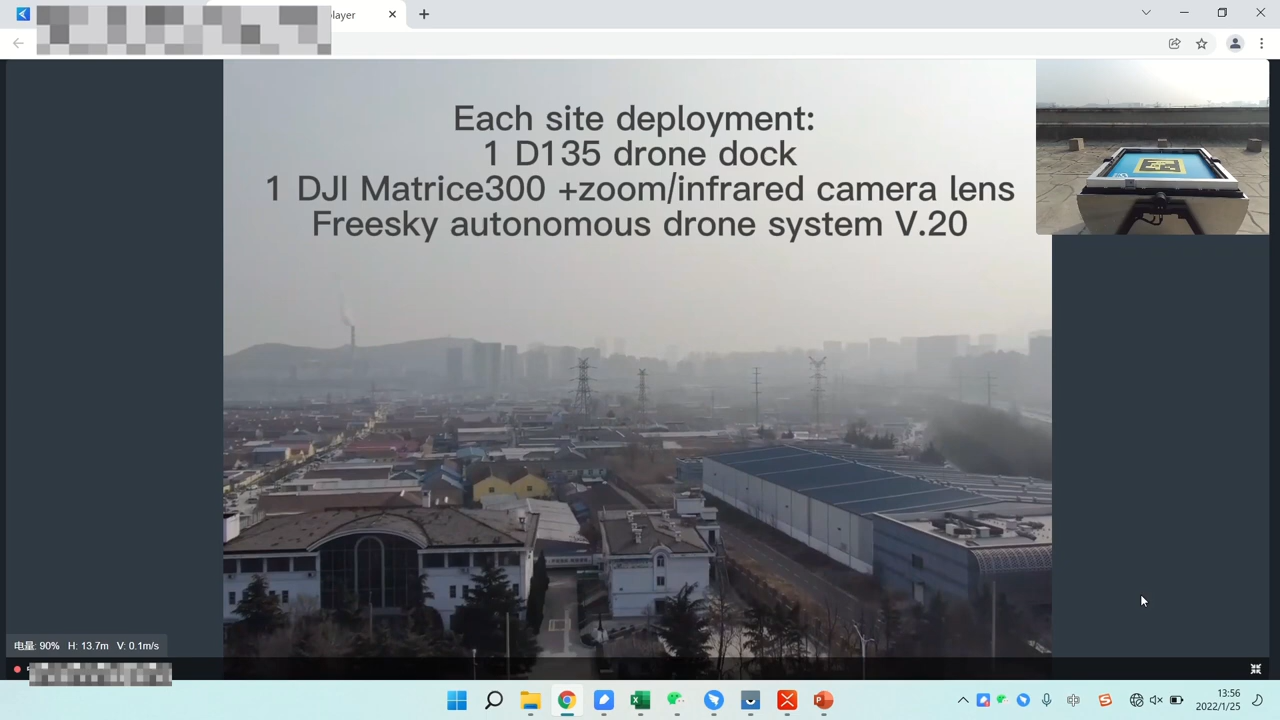 layer
Each site deployment:
1 D135 drone dock
1 DJI Matrice300 +zoom/infrared camera lens
Freesky autonomous drone system V.20
电量: 90% H: 13.7m V: 0.1m/s
13:56
2022/1/25